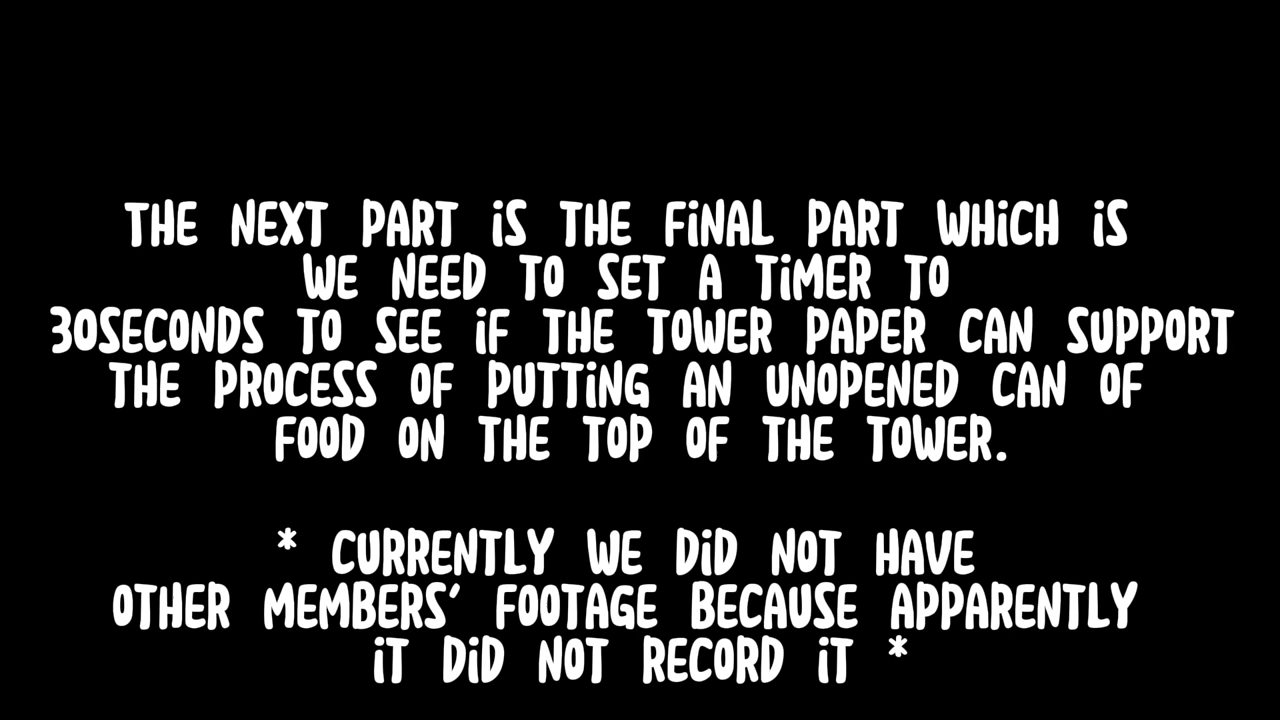 THE NEXT PART iS THE FiNAL PART WHiCH iS
WE NEED TO SET A TiMER TO
30SECONDS TO SEE iF THE TOWER PAPER CAN SUPPORT
THE PROCESS OF PUTTiNG AN UNOPENED CAN OF
FOOD ON THE TOP OF THE TOWER.
* CURRENTLY WE DiD NOT HAVE
OTHER MEMBERS' FOOTAGE BECAUSE APPARENTLY
iT DiD NOT RECORD iT *